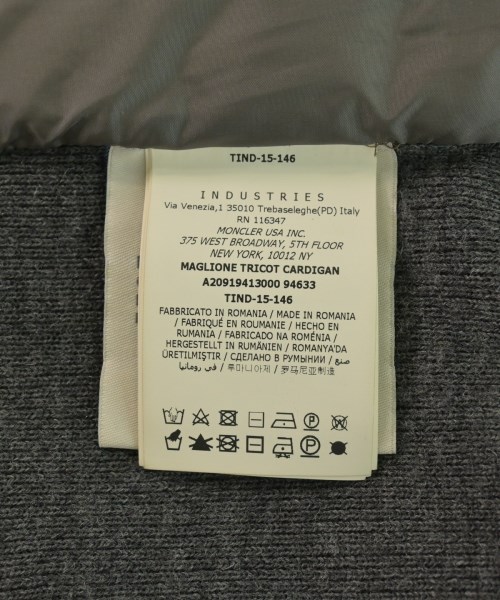 TIND-15-146
INDUSTRIES
Via Venezia,1 35010 Trebaseleghe(PD) Italy
RN 116347
MONCLER USA INC.
375 WEST BROADWAY, 5TH FLOOR
NEW YORK, 10012 NY
MAGLIONE TRICOT CARDIGAN
A20919413000 94633
TIND-15-146
FABBRICATO IN ROMANIA / MADE IN ROMANIA
/ FABRIQUÉ EN ROUMANIE / HECHO EN
RUMANIA / FABRICADO NA ROMÉNIA /
HERGESTELLT IN RUMÄNIEN / ROMANYA'DA
ÜRETILMIŞTIR / СДЕЛАНО В РУМЫНИИ / صنع
في رومانيا / 루마니아제 / 罗马尼亚制造